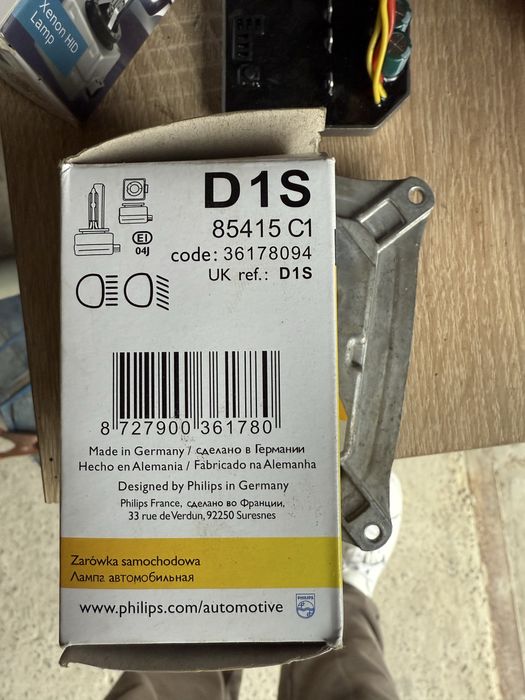 Xenon HID
Lamp
D1S
85415 C1
code: 36178094
UK ref.: D1S
E1
04J
8 727900 361780
Made in Germany / сделано в Германии
Hecho en Alemania / Fabricado na Alemanha
Designed by Philips in Germany
Philips France, сделано во Франции,
33 rue de Verdun, 92250 Suresnes
Zarówka samochodowa
Лампа автомобильная
www.philips.com/automotive
PHILIPS